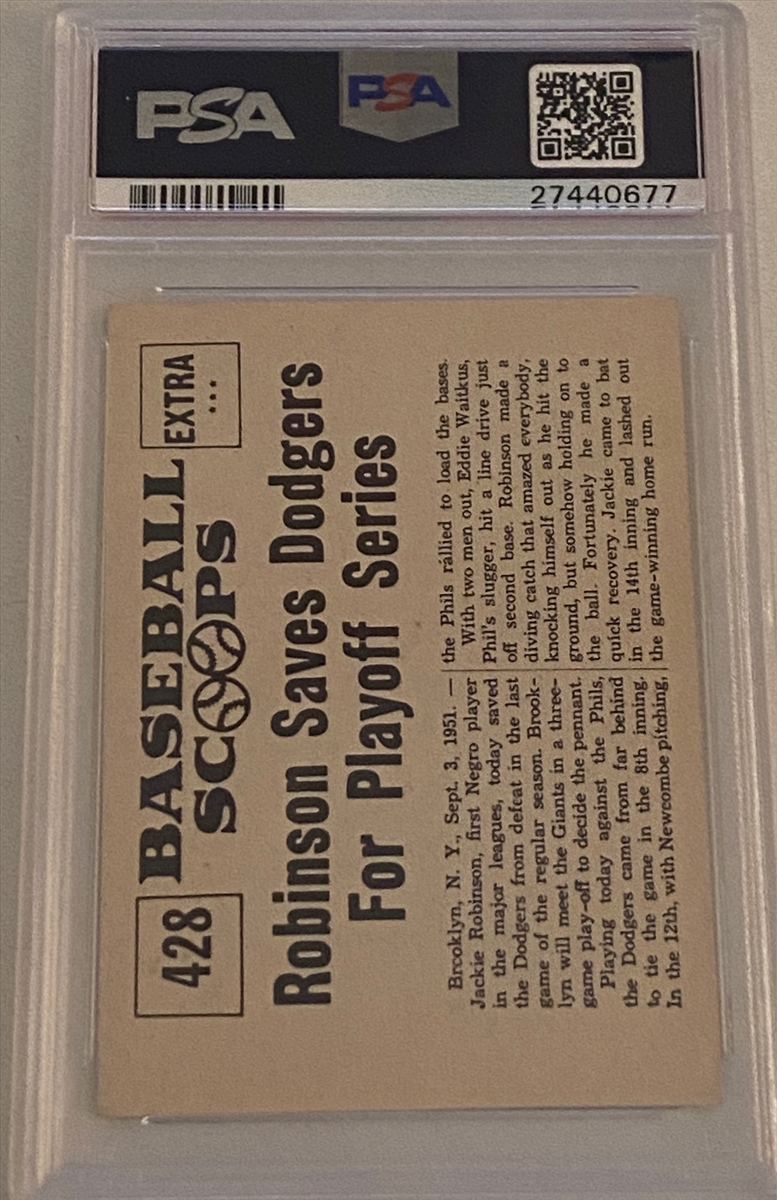 PSA
PSA
27440677
428
BASEBALL
SCOOPS
EXTRA
...
Robinson Saves Dodgers
For Playoff Series
Brooklyn, N. Y., Sept. 3, 1951. —
Jackie Robinson, first Negro player
in the major leagues, today saved
the Dodgers from defeat in the last
game of the regular season. Brook-
lyn will meet the Giants in a three-
game play-off to decide the pennant.
Playing today against the Phils,
the Dodgers came from far behind
to tie the game in the 8th inning.
In the 12th, with Newcombe pitching,
the Phils rallied to load the bases.
With two men out, Eddie Waitkus,
Phil's slugger, hit a line drive just
off second base. Robinson made a
diving catch that amazed everybody,
knocking himself out as he hit the
ground, but somehow holding on to
the ball. Fortunately he made a
quick recovery. Jackie came to bat
in the 14th inning and lashed out
the game-winning home run.